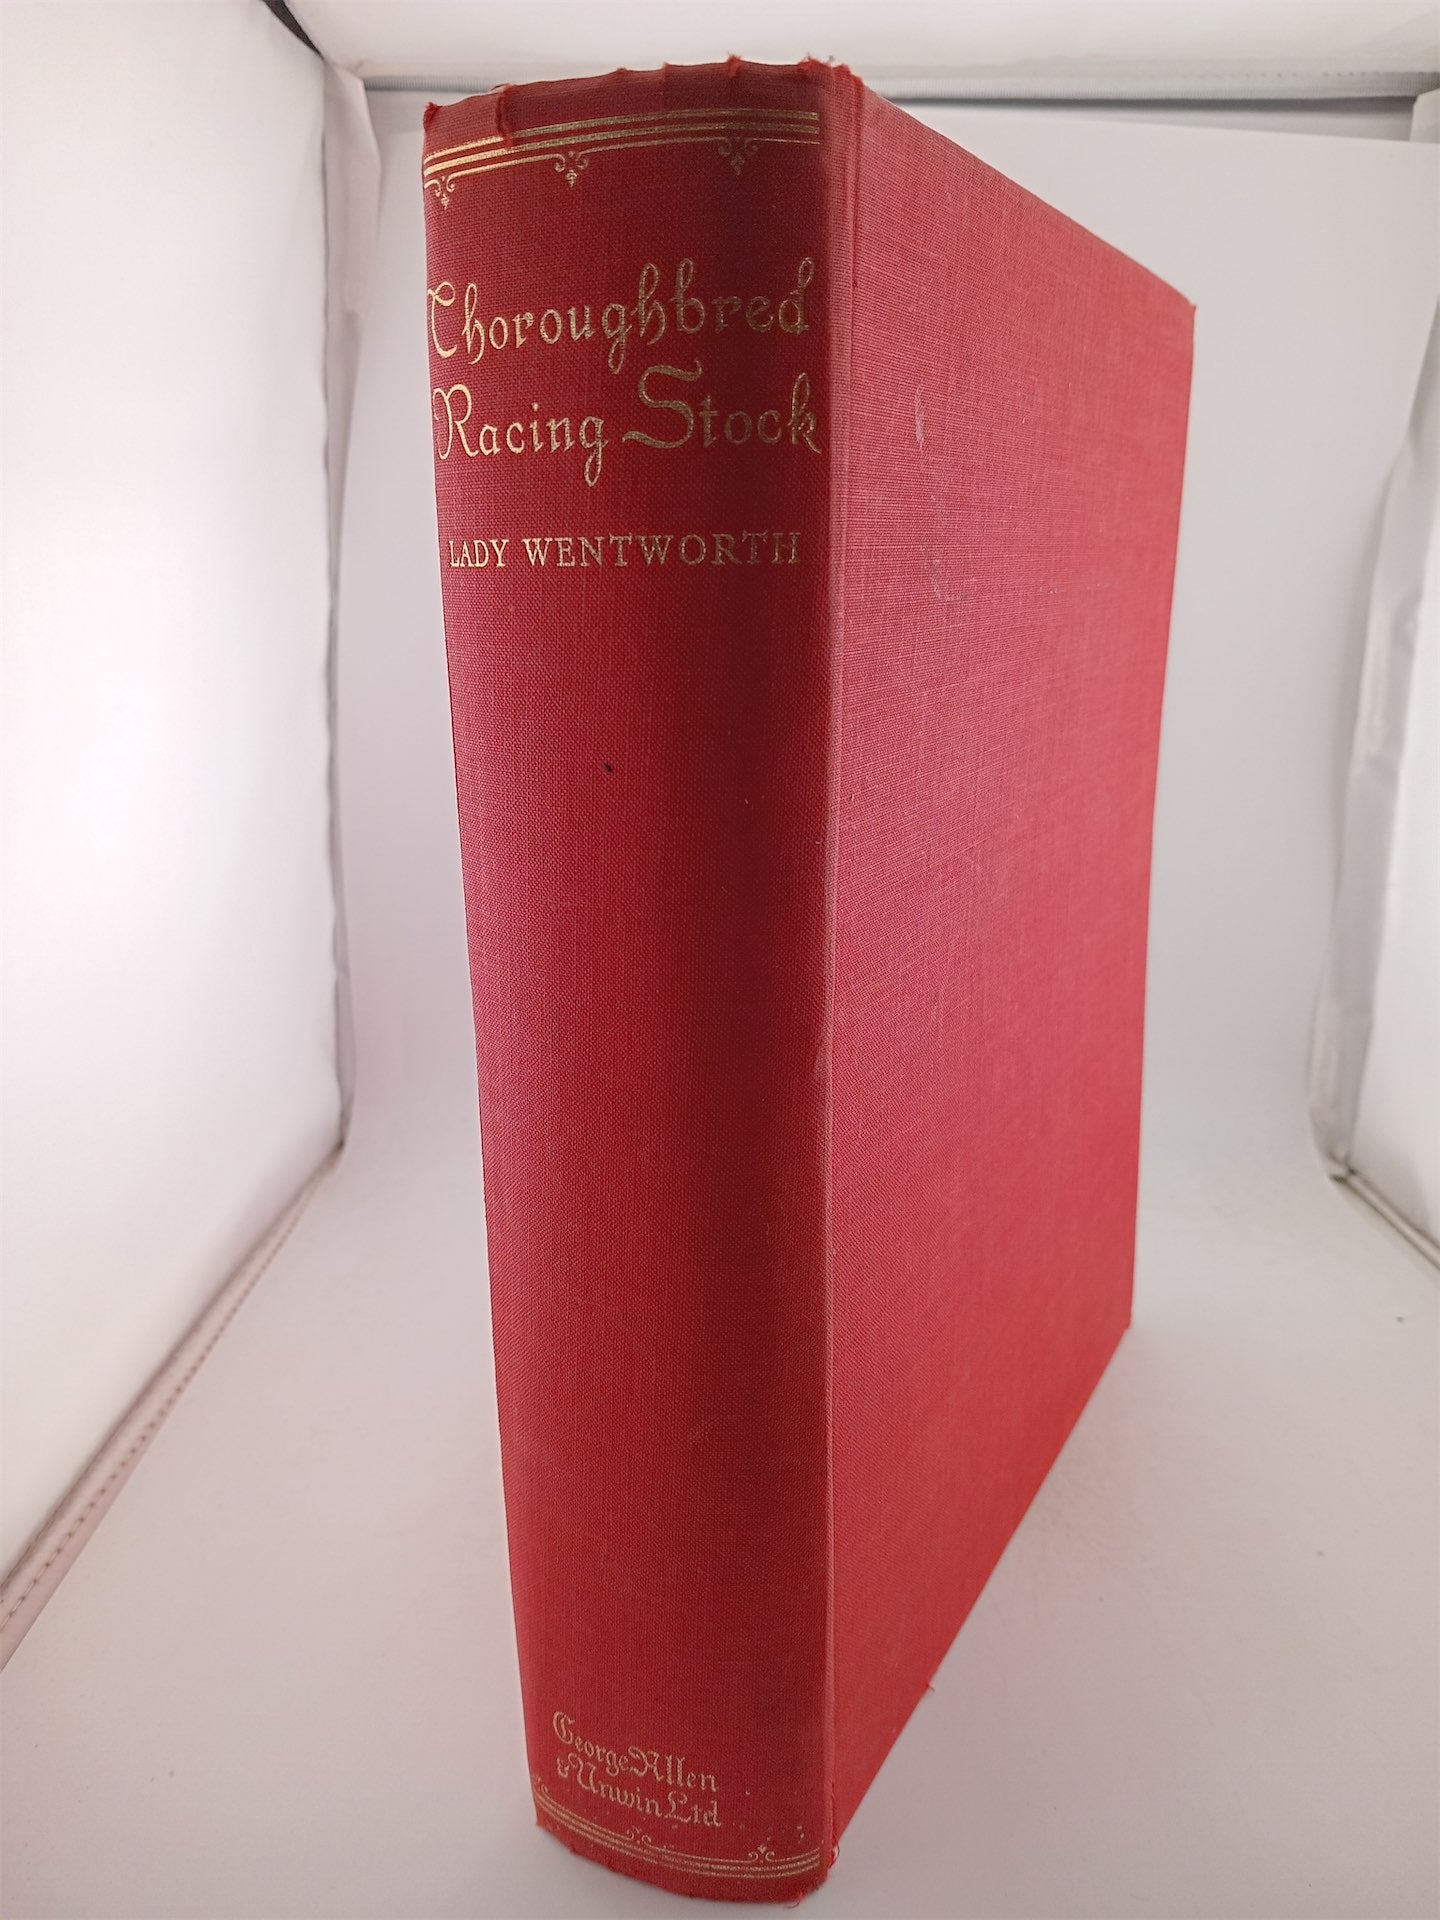 Thoroughbred
Racing Stock
LADY WENTWORTH
George Allen
& Unwin Ltd